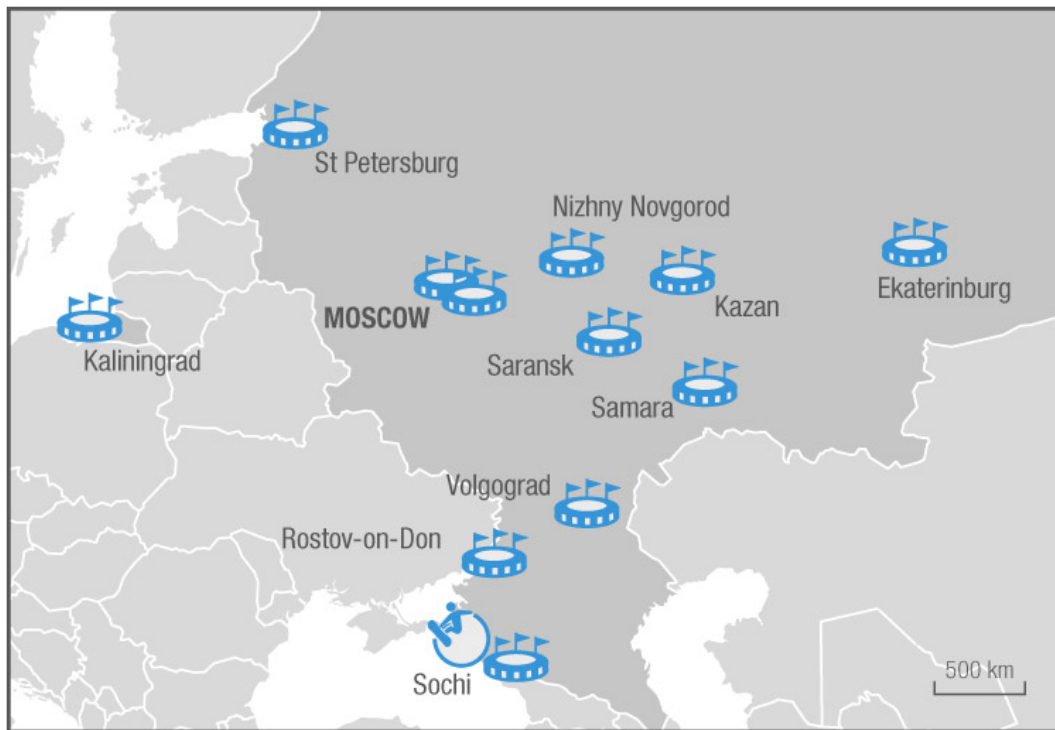 St Petersburg
Nizhny Novgorod
Ekaterinburg
Kazan
MOSCOW
Kaliningrad
Saransk
Samara
Volgograd
Rostov-on-Don
500 km
Sochi